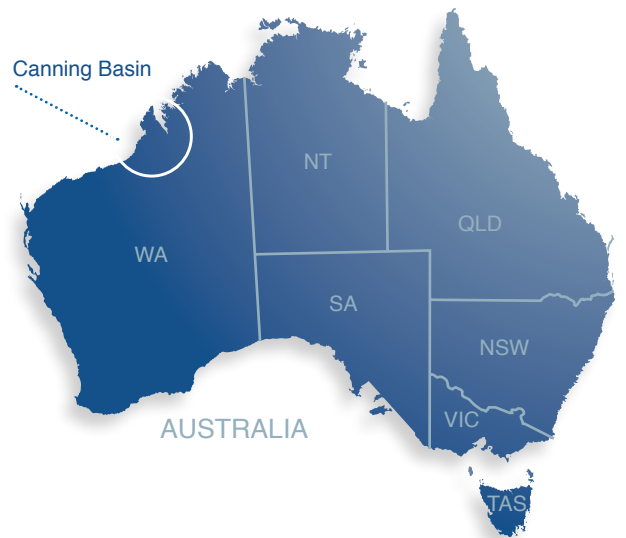 Canning Basin
NT
QLD
WA
SA
NSW
VIC
AUSTRALIA
TAS